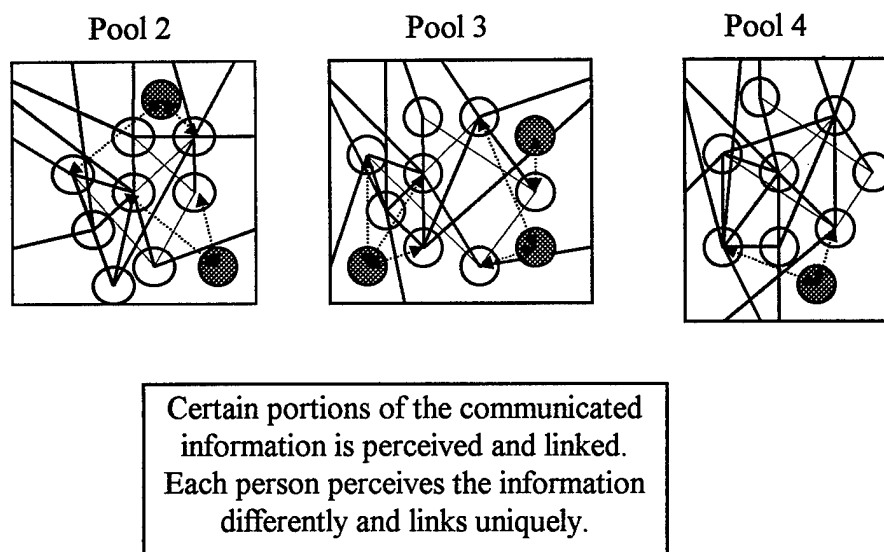 Pool 2 Pool 3 Pool 4
Certain portions of the communicated
information is perceived and linked.
Each person perceives the information
differently and links uniquely.